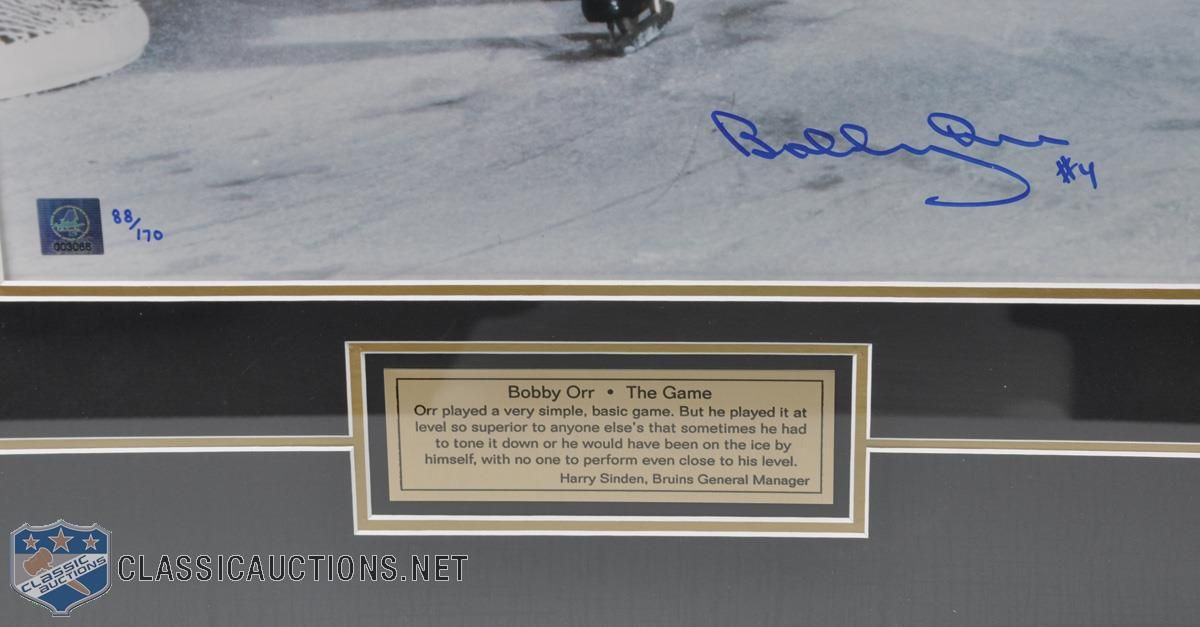 Bobby Orr
#4
88/170
003068
Bobby Orr • The Game
Orr played a very simple, basic game. But he played it at
level so superior to anyone else's that sometimes he had
to tone it down or he would have been on the ice by
himself, with no one to perform even close to his level.
Harry Sinden, Bruins General Manager
CLASSIC
AUCTIONS
CLASSICAUCTIONS.NET